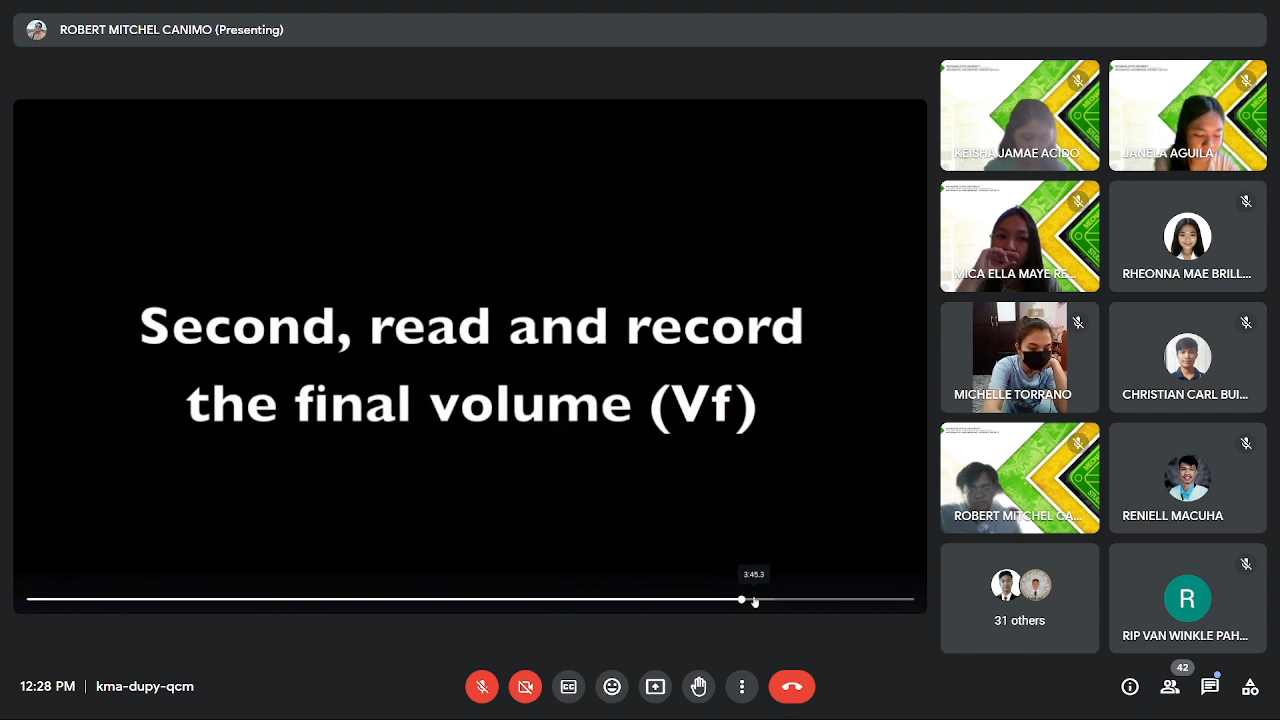 ROBERT MITCHEL CANIMO (Presenting)
Second, read and record
the final volume (Vf)
3:45.3
KEISHA JAMAE ACIDO
JANELA AGUILA
MICA ELLA MAYE RE...
RHEONNA MAE BRILL...
MICHELLE TORRANO
CHRISTIAN CARL BUI...
ROBERT MITCHEL CA...
RENIELL MACUHA
31 others
R
RIP VAN WINKLE PAH...
12:28 PM | kma-dupy-qcm
42